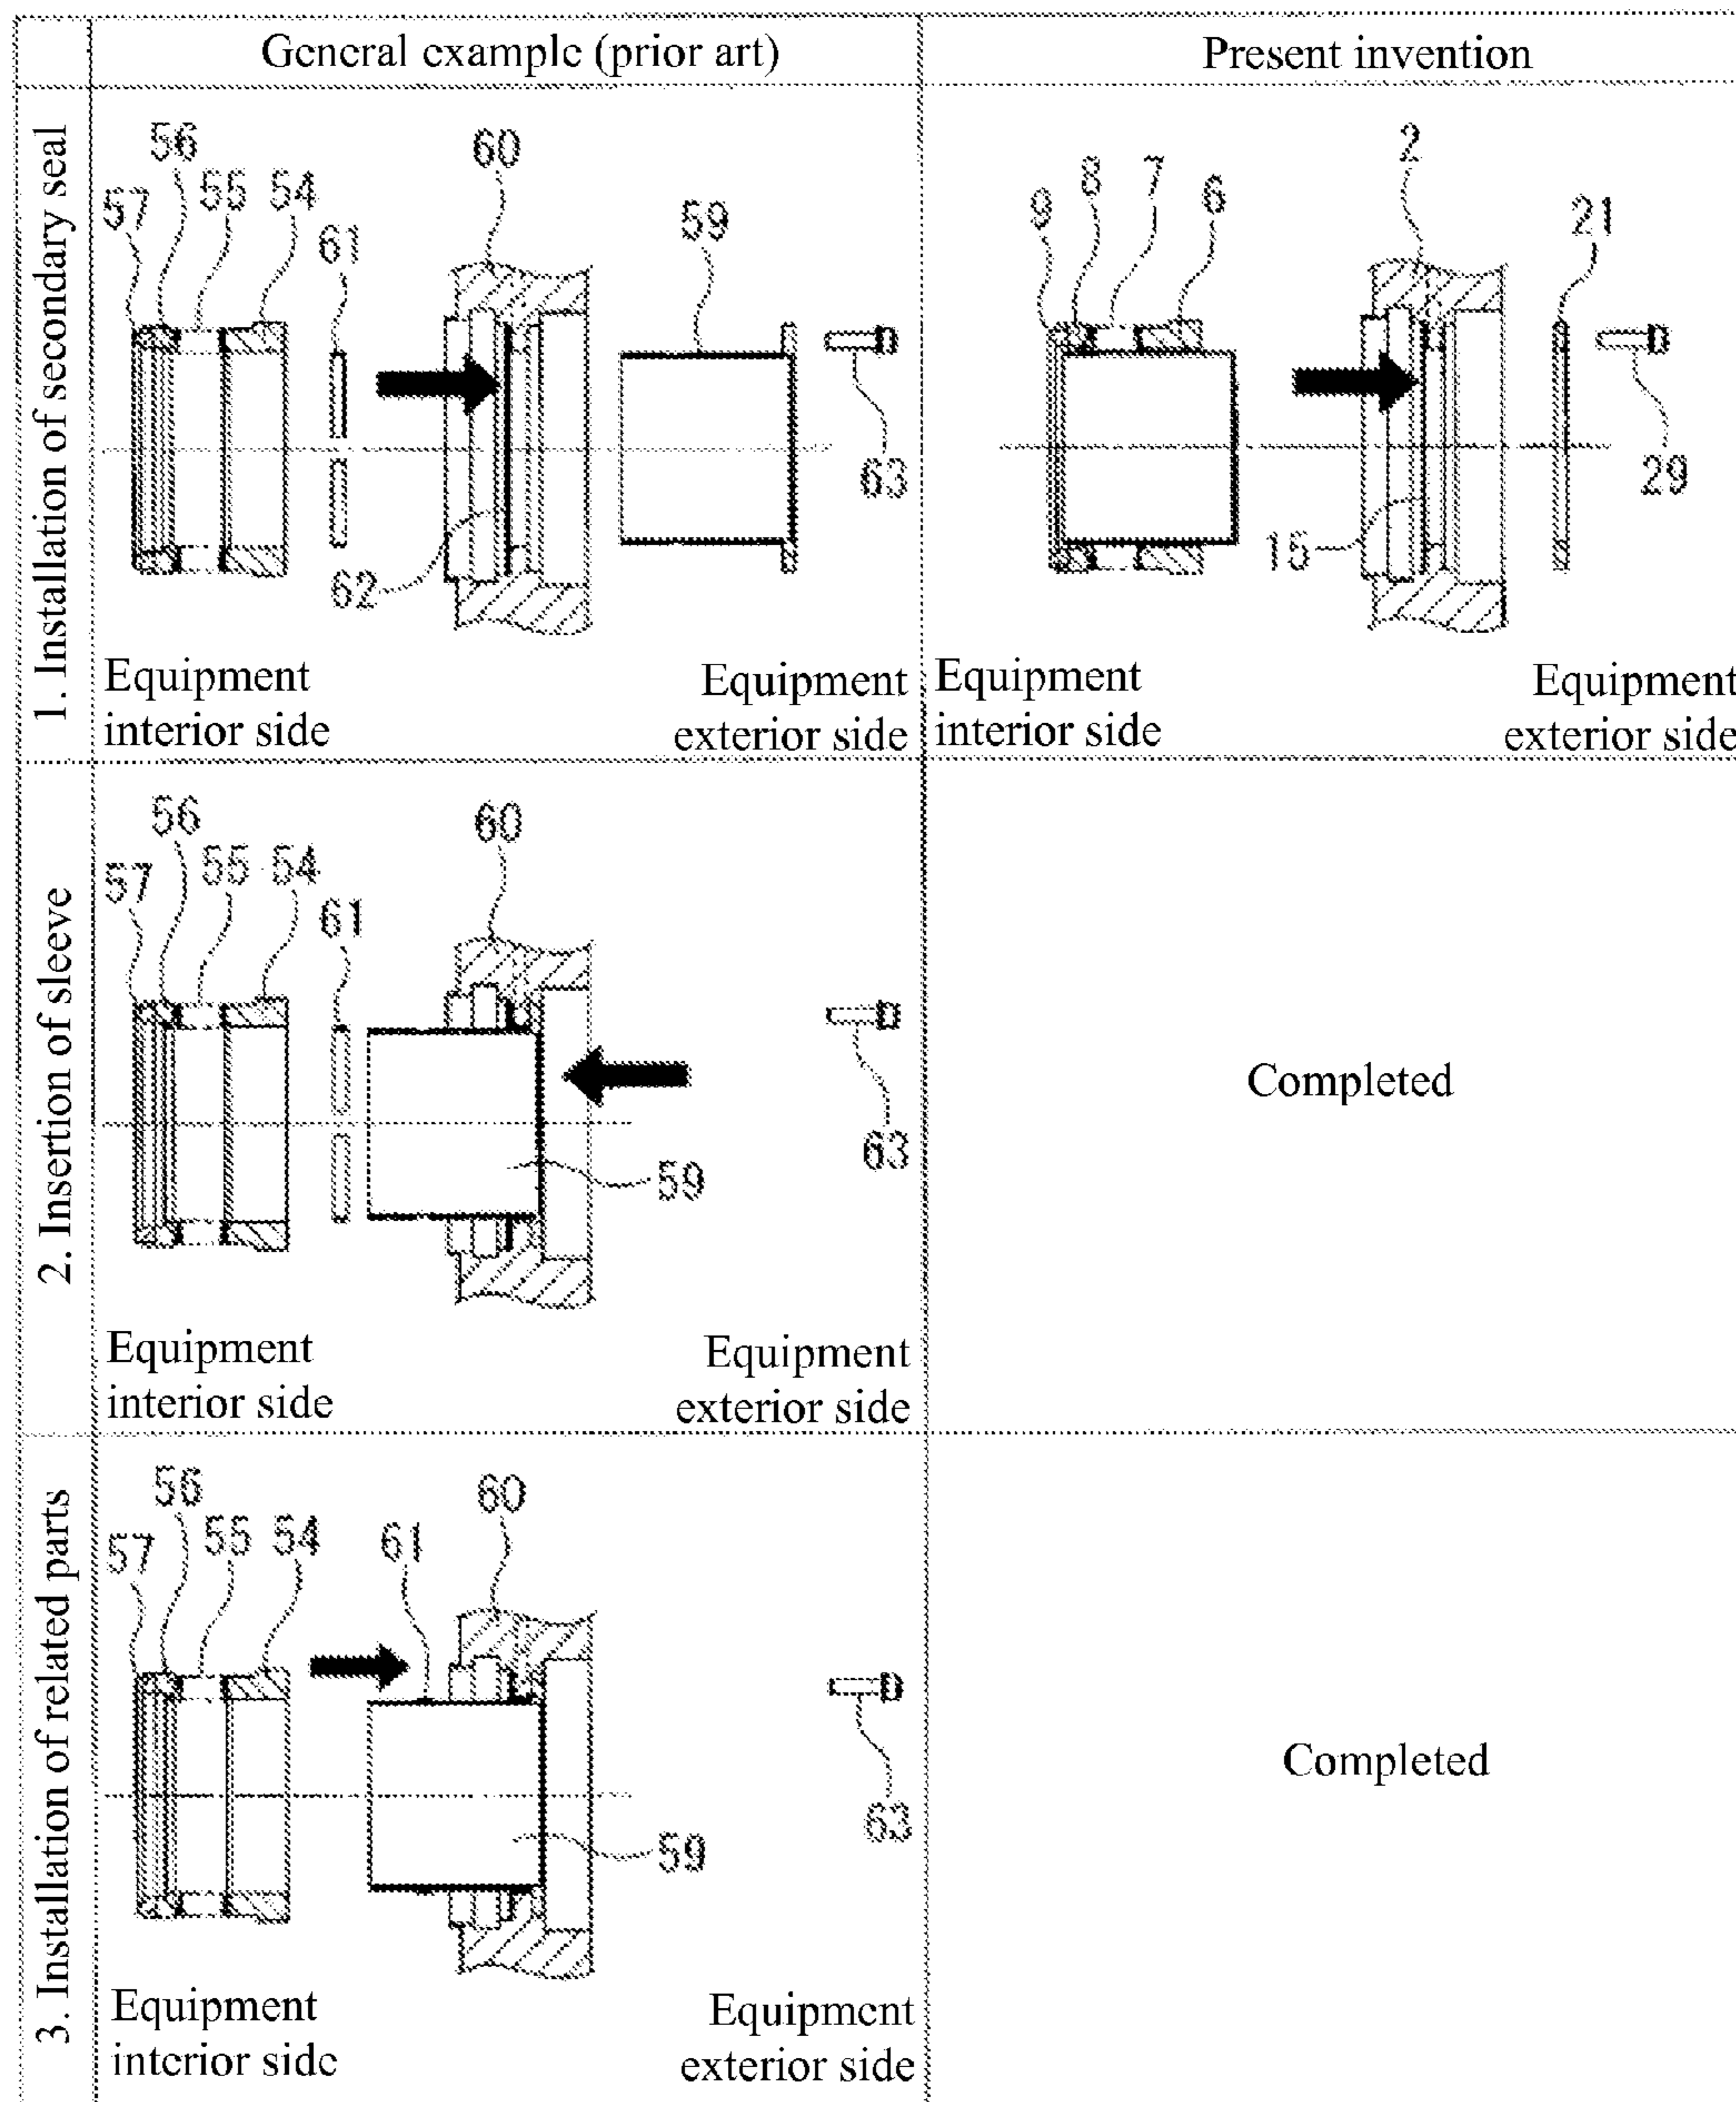 General example (prior art)
Present invention
1. Installation of secondary seal
56
60
57
55
54
61
59
62
63
Equipment
interior side
Equipment
exterior side
2
8
7
9
6
21
15
29
Equipment
interior side
Equipment
exterior side
2. Insertion of sleeve
56
60
57
55
54
61
63
59
Equipment
interior side
Equipment
exterior side
Completed
3. Installation of related parts
56
60
57
55
54
61
63
59
Equipment
interior side
Equipment
exterior side
Completed